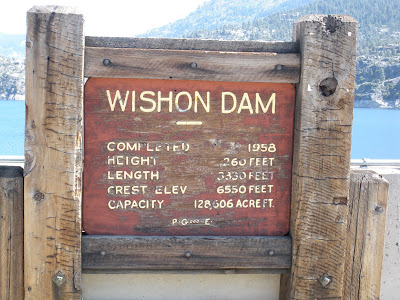 WISHON DAM
COMPLETED 1958
HEIGHT 260 FEET
LENGTH 3330 FEET
CREST ELEV 6550 FEET
CAPACITY 128,606 ACRE FT.
P. G. AND E.